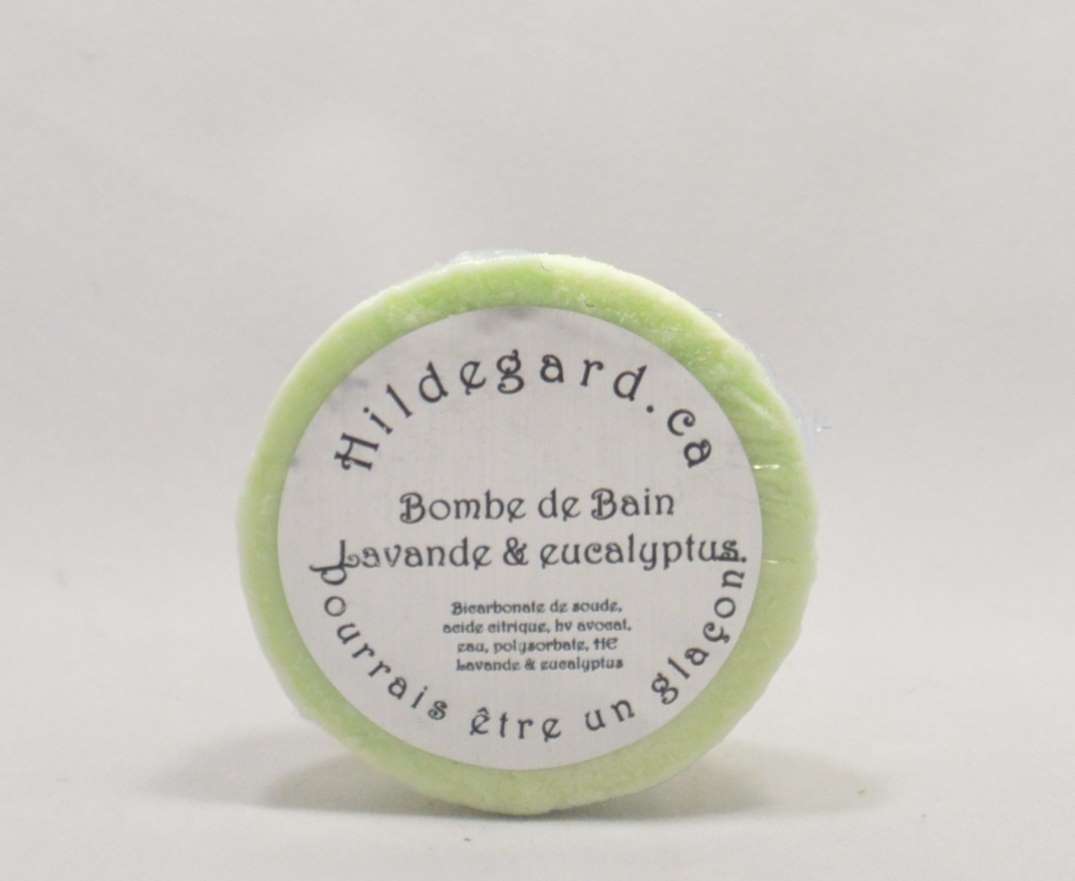 Hildegard.ca
Bombe de Bain
Lavande & eucalyptus.
Bicarbonate de soude,
acide citrique, hv avocat,
eau, polysorbate, HE
Lavande & eucalyptus
pourrais être un glaçon!